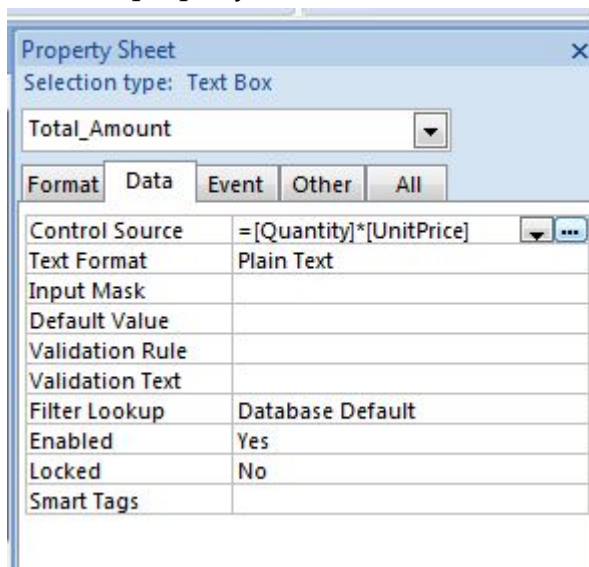 Property Sheet
Selection type: Text Box
Total_Amount
Format Data Event Other All
Control Source =[Quantity]*[UnitPrice]
Text Format Plain Text
Input Mask
Default Value
Validation Rule
Validation Text
Filter Lookup Database Default
Enabled Yes
Locked No
Smart Tags